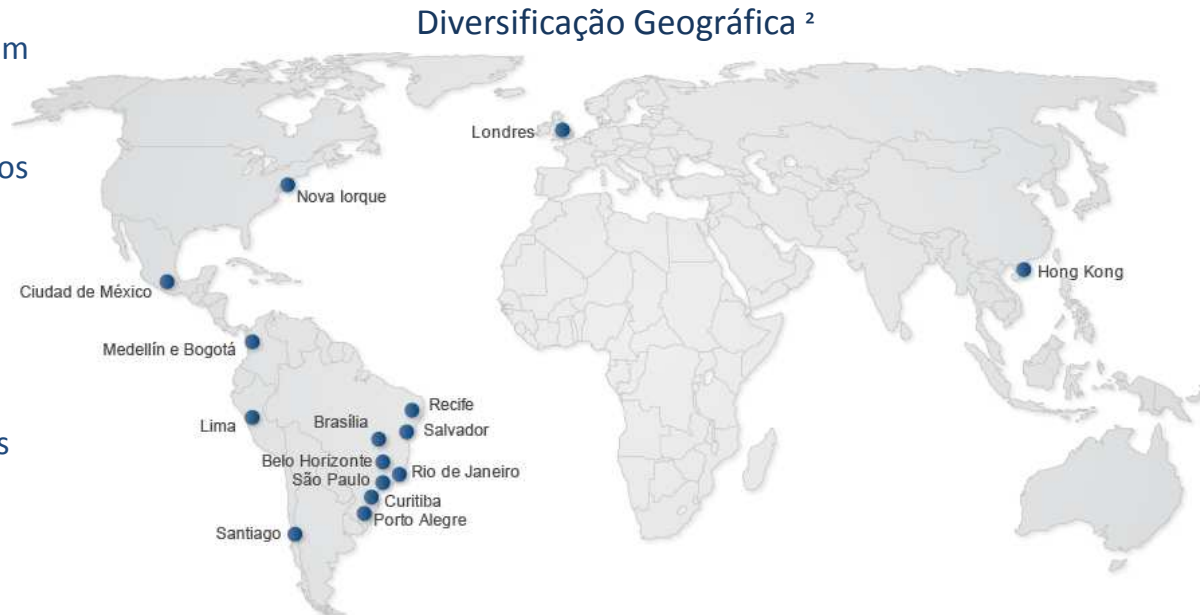 Diversificação Geográfica ²
m
os
s
Londres
Nova Iorque
Hong Kong
Ciudad de México
Medellín e Bogotá
Lima
Recife
Brasília
Salvador
Belo Horizonte
Rio de Janeiro
São Paulo
Curitiba
Porto Alegre
Santiago